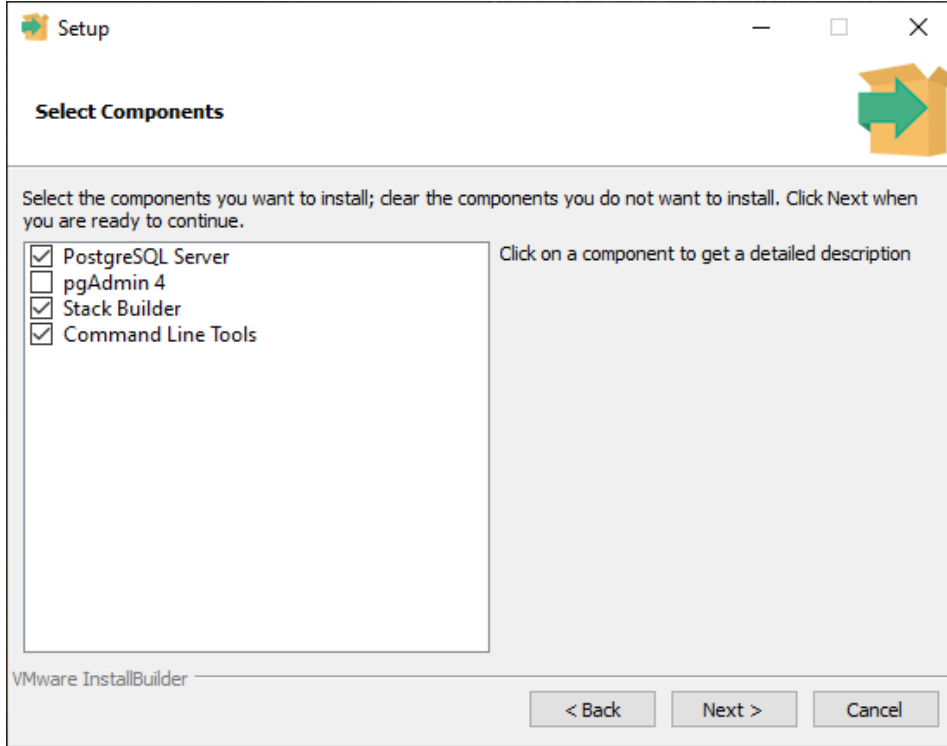 Setup
Select Components
Select the components you want to install; clear the components you do not want to install. Click Next when
you are ready to continue.
PostgreSQL Server
pgAdmin 4
Stack Builder
Command Line Tools
Click on a component to get a detailed description
VMware InstallBuilder
< Back
Next >
Cancel